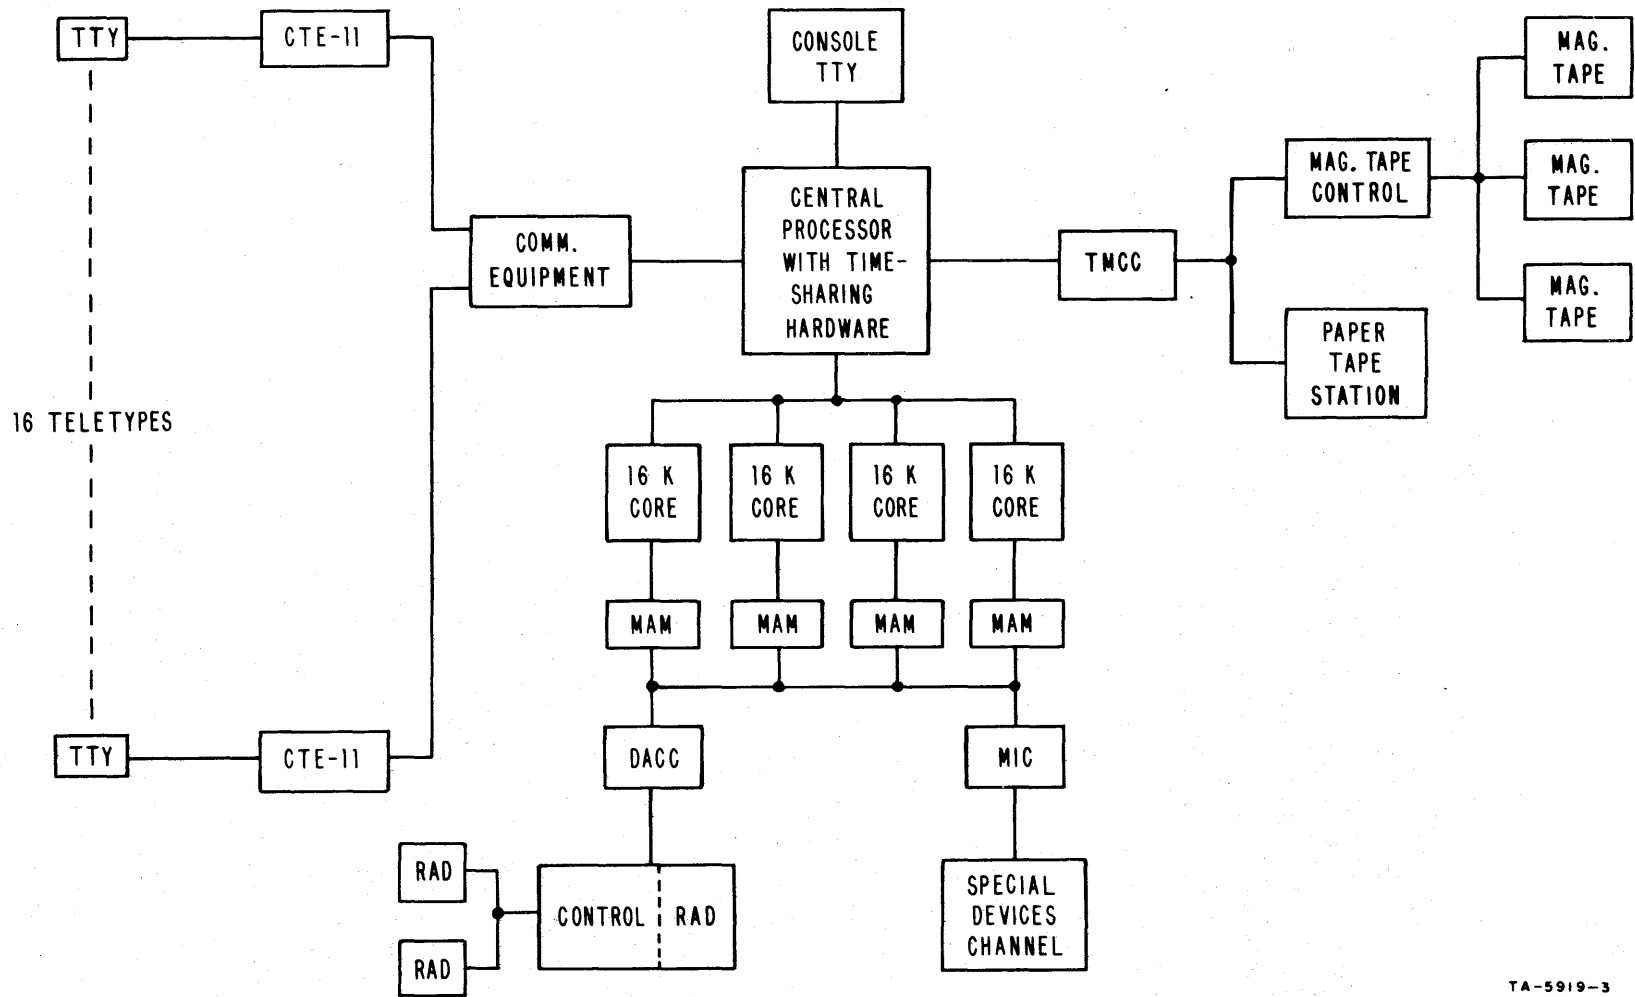 TTY
CTE-11
CONSOLE
TTY
MAG.
TAPE
MAG. TAPE
CONTROL
MAG.
TAPE
MAG.
TAPE
CENTRAL
PROCESSOR
WITH TIME-
SHARING
HARDWARE
COMM.
EQUIPMENT
TMCC
PAPER
TAPE
STATION
16 TELETYPES
16 K
CORE
16 K
CORE
16 K
CORE
16 K
CORE
MAM
MAM
MAM
MAM
TTY
CTE-11
DACC
MIC
RAD
RAD
CONTROL
RAD
SPECIAL
DEVICES
CHANNEL
TA-5919-3